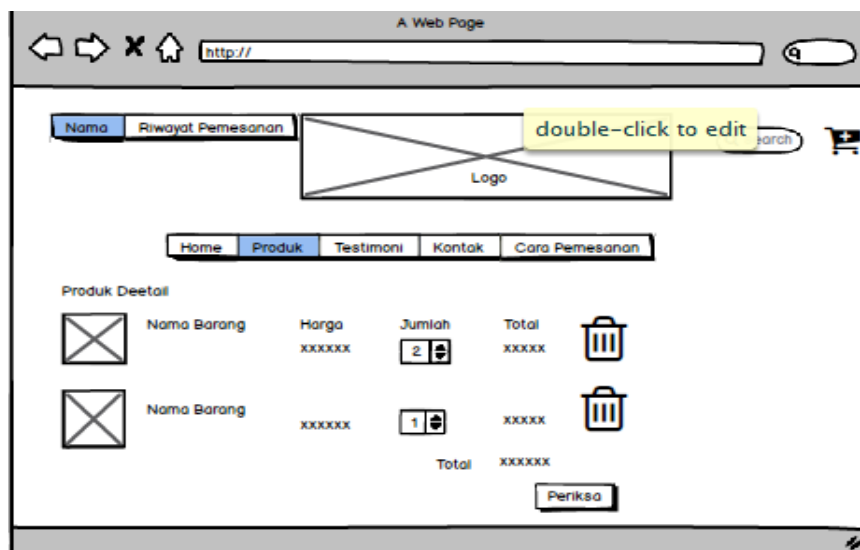 A Web Page
http://
Nama Riwayat Pemesanan
double-click to edit
earch
Logo
Home Produk Testimoni Kontak Cara Pemesanan
Produk Deetail
Nama Barang Harga Jumlah Total
xxxxxx 2 xxxxx
Nama Barang xxxxxx 1 xxxxx
Total xxxxxx
Periksa